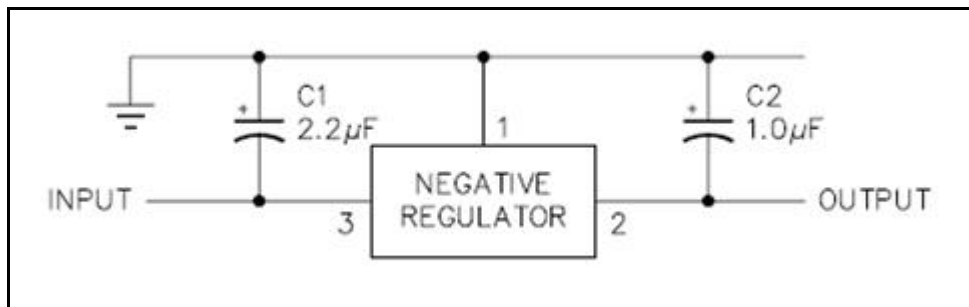 + C1
2.2μF
1
+ C2
1.0μF
INPUT
3
NEGATIVE
REGULATOR
2
OUTPUT